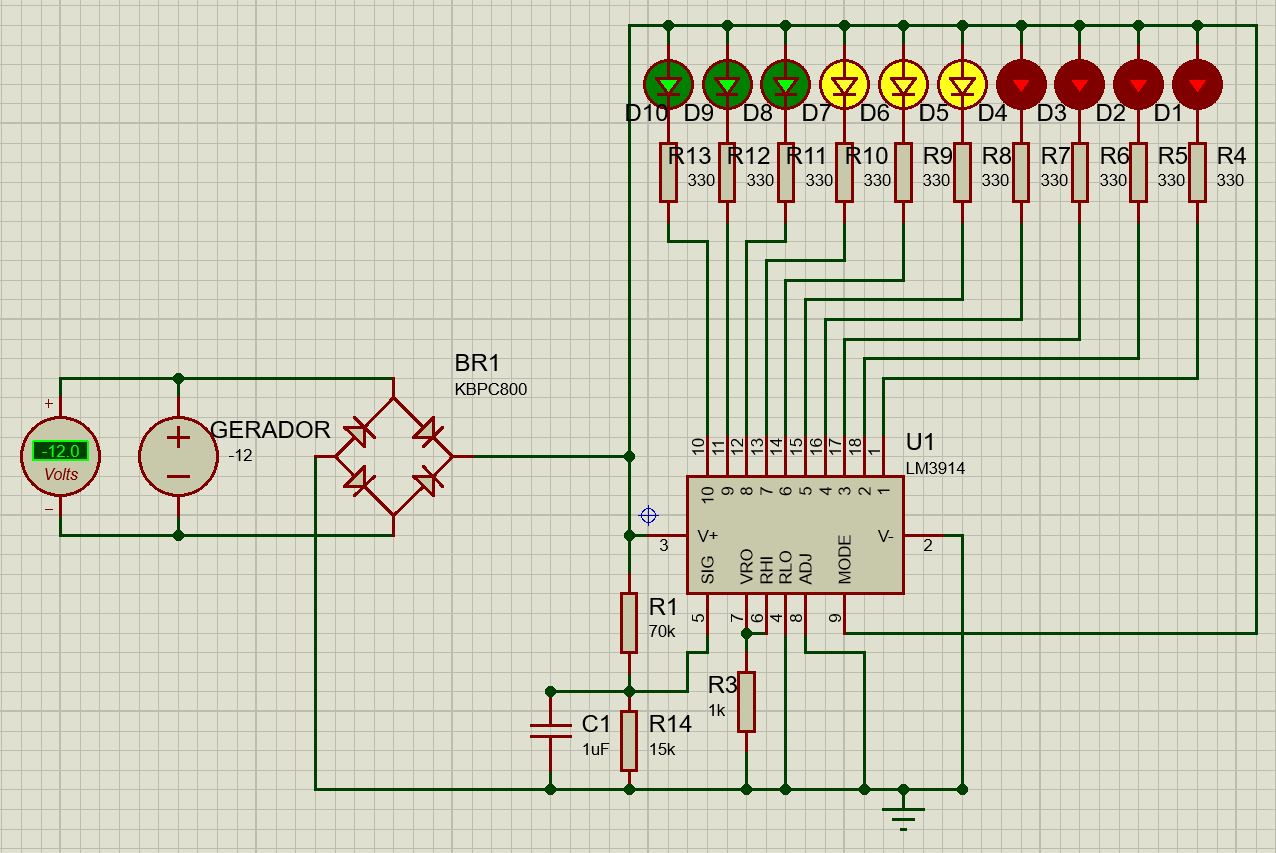 D10 D9 D8 D7 D6 D5 D4 D3 D2 D1
R13 R12 R11 R10 R9 R8 R7 R6 R5 R4
330 330 330 330 330 330 330 330 330 330
BR1
KBPC800
+
-12.0
Volts
−
+
−
GERADOR
-12
10 11 12 13 14 15 16 17 18 1
U1
LM3914
10 9 8 7 6 5 4 3 2 1
V+
V-
3
2
SIG VRO RHI RLO ADJ MODE
5 7 6 4 8 9
R1
70k
R3
1k
C1
1uF
R14
15k